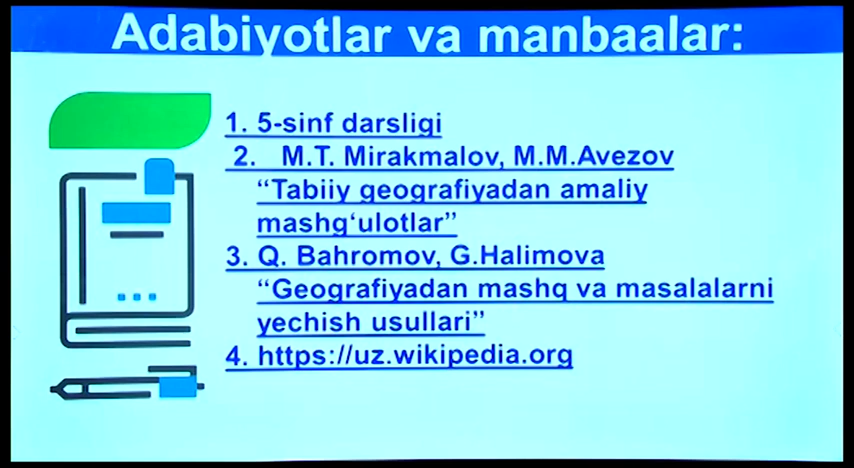 Adabiyotlar va manbaalar:
1. 5-sinf darsligi
2. M.T. Mirakmalov, M.M.Avezov
“Tabiiy geografiyadan amaliy
mashg‘ulotlar”
3. Q. Bahromov, G.Halimova
“Geografiyadan mashq va masalalarni
yechish usullari”
4. https://uz.wikipedia.org